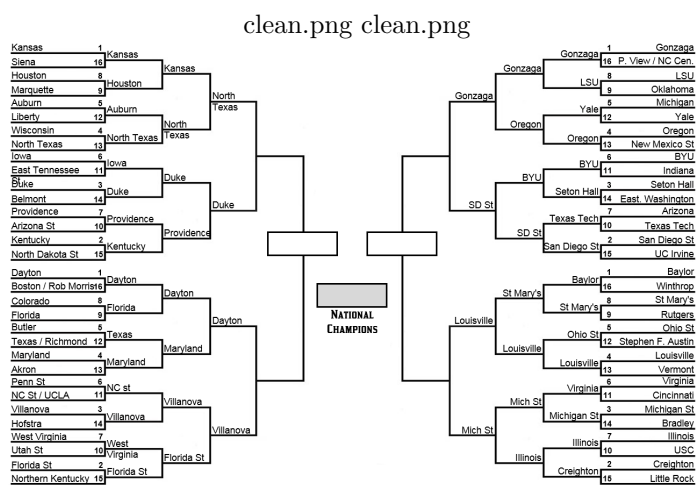 clean.png clean.png
Kansas 1
Siena 16
Houston 8
Marquette 9
Auburn 5
Liberty 12
Wisconsin 4
North Texas 13
Iowa 6
East Tennessee 11
St
Duke 3
Belmont 14
Providence 7
Arizona St 10
Kentucky 2
North Dakota St 15
Kansas
Houston
Auburn
North Texas
Iowa
Duke
Providence
Kentucky
Kansas
North
Texas
Duke
Providence
North
Texas
Duke
Dayton 1
Boston / Rob Morris 16
Colorado 8
Florida 9
Butler 5
Texas / Richmond 12
Maryland 4
Akron 13
Penn St 6
NC St / UCLA 11
Villanova 3
Hofstra 14
West Virginia 7
Utah St 10
Florida St 2
Northern Kentucky 15
Dayton
Florida
Texas
Maryland
NC st
Villanova
West
Virginia
Florida St
Dayton
Maryland
Villanova
Florida St
Dayton
Villanova
National
Champions
Gonzaga
SD St
Gonzaga
Oregon
BYU
SD St
Gonzaga
LSU
Yale
Oregon
BYU
Seton Hall
Texas Tech
San Diego St
1 Gonzaga
16 P. View / NC Cen.
8 LSU
9 Oklahoma
5 Michigan
12 Yale
4 Oregon
13 New Mexico St
6 BYU
11 Indiana
3 Seton Hall
14 East. Washington
7 Arizona
10 Texas Tech
2 San Diego St
15 UC Irvine
Louisville
Mich St
St Mary's
Louisville
Mich St
Illinois
Baylor
St Mary's
Ohio St
Louisville
Virginia
Michigan St
Illinois
Creighton
1 Baylor
16 Winthrop
8 St Mary's
9 Rutgers
5 Ohio St
12 Stephen F. Austin
4 Louisville
13 Vermont
6 Virginia
11 Cincinnati
3 Michigan St
14 Bradley
7 Illinois
10 USC
2 Creighton
15 Little Rock